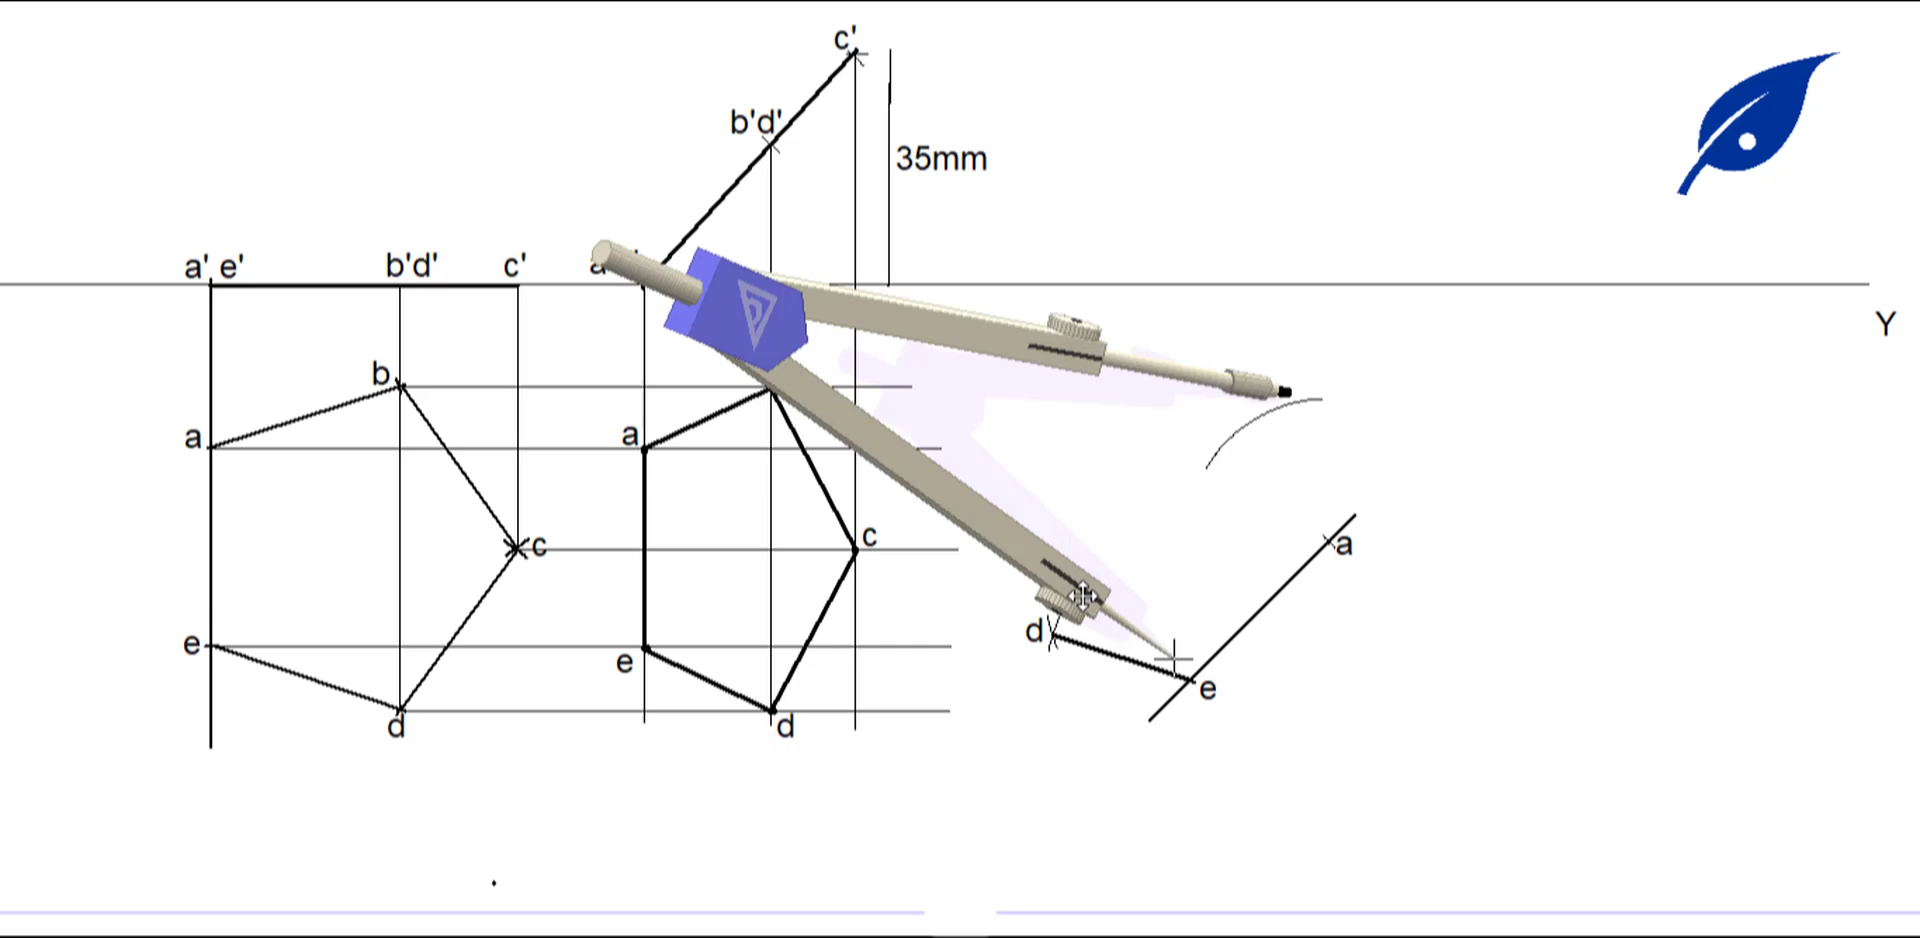 c'
b'd'
35mm
a' e' b'd' c' a
Y
b
a a
c c a
e e d e
d d